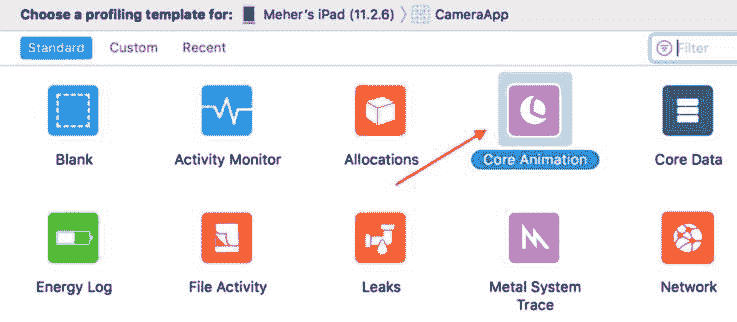 Choose a profiling template for: Meher's iPad (11.2.6) 〉 CameraApp
Standard Custom Recent Filter
Blank Activity Monitor Allocations Core Animation Core Data
Energy Log File Activity Leaks Metal System Trace Network